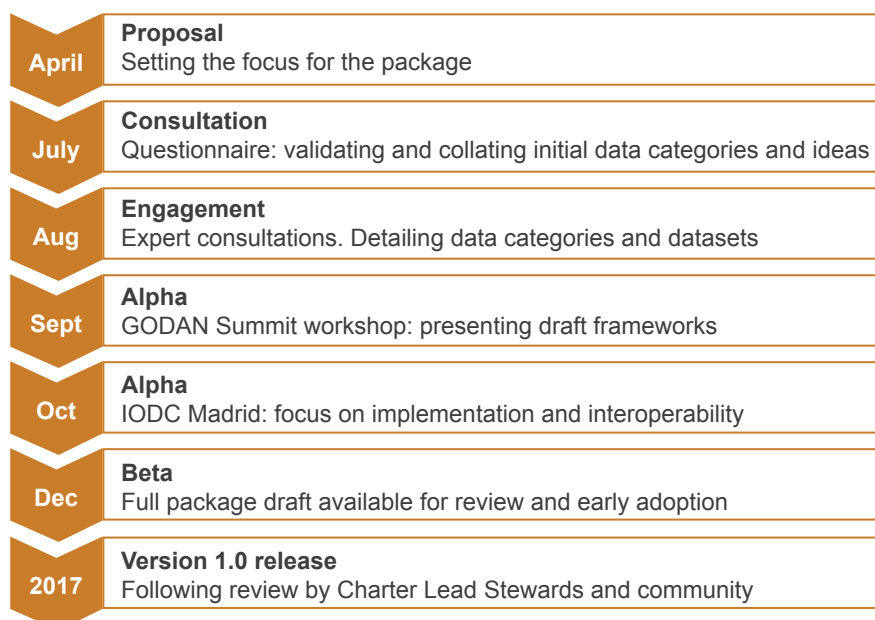 April
Proposal
Setting the focus for the package
July
Consultation
Questionnaire: validating and collating initial data categories and ideas
Aug
Engagement
Expert consultations. Detailing data categories and datasets
Sept
Alpha
GODAN Summit workshop: presenting draft frameworks
Oct
Alpha
IODC Madrid: focus on implementation and interoperability
Dec
Beta
Full package draft available for review and early adoption
2017
Version 1.0 release
Following review by Charter Lead Stewards and community